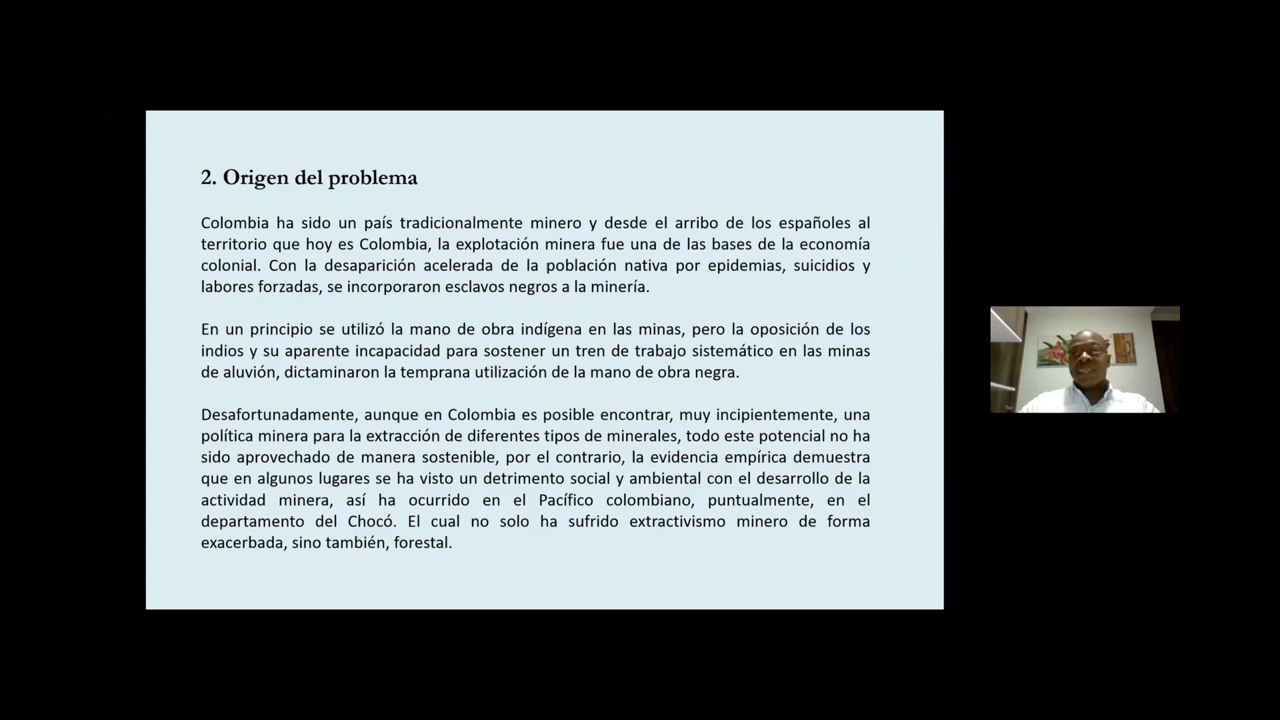 2. Origen del problema
Colombia ha sido un país tradicionalmente minero y desde el arribo de los españoles al
territorio que hoy es Colombia, la explotación minera fue una de las bases de la economía
colonial. Con la desaparición acelerada de la población nativa por epidemias, suicidios y
labores forzadas, se incorporaron esclavos negros a la minería.
En un principio se utilizó la mano de obra indígena en las minas, pero la oposición de los
indios y su aparente incapacidad para sostener un tren de trabajo sistemático en las minas
de aluvión, dictaminaron la temprana utilización de la mano de obra negra.
Desafortunadamente, aunque en Colombia es posible encontrar, muy incipientemente, una
política minera para la extracción de diferentes tipos de minerales, todo este potencial no ha
sido aprovechado de manera sostenible, por el contrario, la evidencia empírica demuestra
que en algunos lugares se ha visto un detrimento social y ambiental con el desarrollo de la
actividad minera, así ha ocurrido en el Pacífico colombiano, puntualmente, en el
departamento del Chocó. El cual no solo ha sufrido extractivismo minero de forma
exacerbada, sino también, forestal.